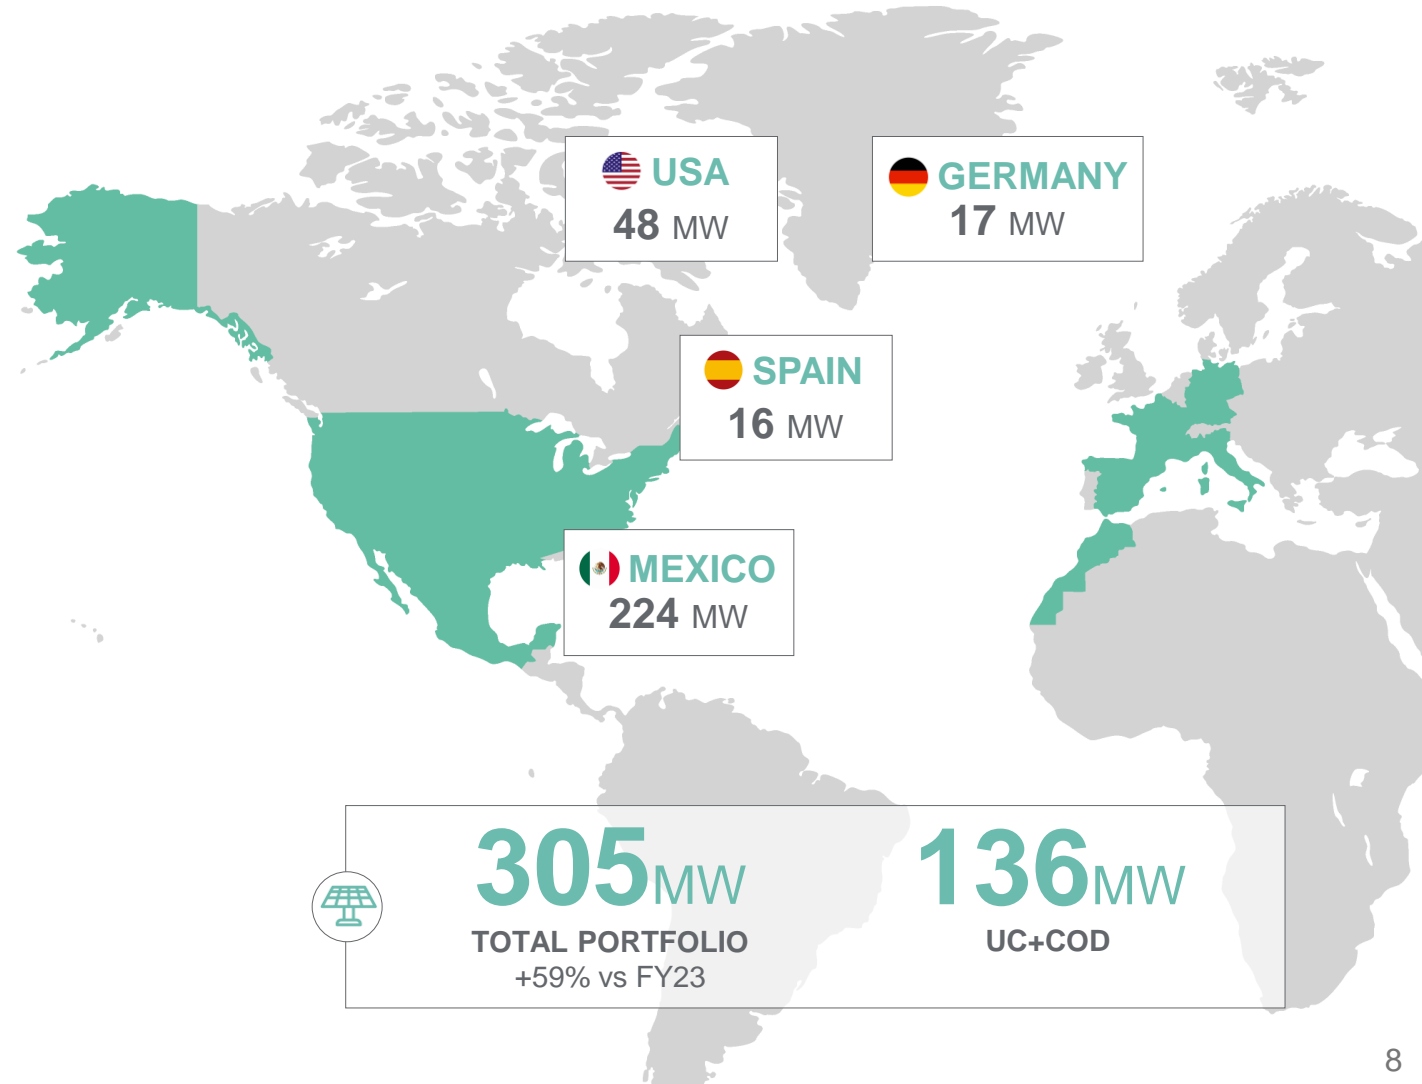 USA
48 MW
GERMANY
17 MW
SPAIN
16 MW
MEXICO
224 MW
305MW
TOTAL PORTFOLIO
+59% vs FY23
136MW
UC+COD
8